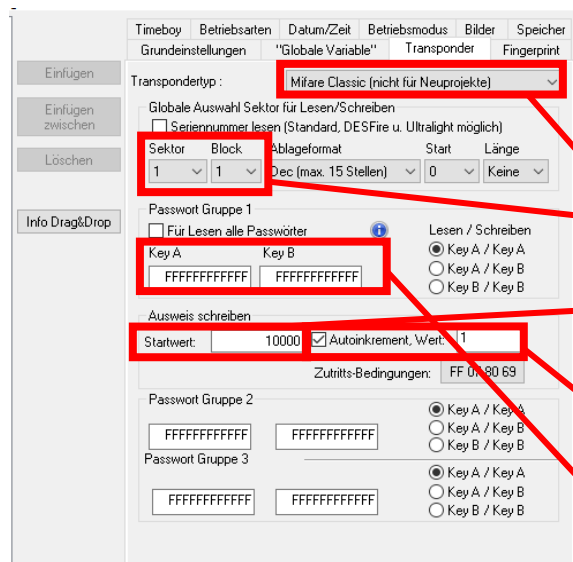 Timeboy Betriebsarten Datum/Zeit Betriebsmodus Bilder Speicher
Grundeinstellungen "Globale Variable" Transponder Fingerprint
Einfügen
Einfügen
zwischen
Löschen
Info Drag&Drop
Transpondertyp : Mifare Classic (nicht für Neuprojekte)
Globale Auswahl Sektor für Lesen/Schreiben
Seriennummer lesen (Standard, DESFire u. Ultralight möglich)
Sektor Block Ablageformat Start Länge
1 1 Dec (max. 15 Stellen) 0 Keine
Passwort Gruppe 1
Für Lesen alle Passwörter Lesen / Schreiben
Key A Key B Key A / Key A
FFFFFFFFFFFF FFFFFFFFFFFF Key A / Key B
Key B / Key B
Ausweis schreiben
Startwert: 10000 Autoinkrement, Wert: 1
Zutritts-Bedingungen: FF 07 80 69
Passwort Gruppe 2
Key A / Key A
FFFFFFFFFFFF FFFFFFFFFFFF Key A / Key B
Key B / Key B
Passwort Gruppe 3
Key A / Key A
FFFFFFFFFFFF FFFFFFFFFFFF Key A / Key B
Key B / Key B